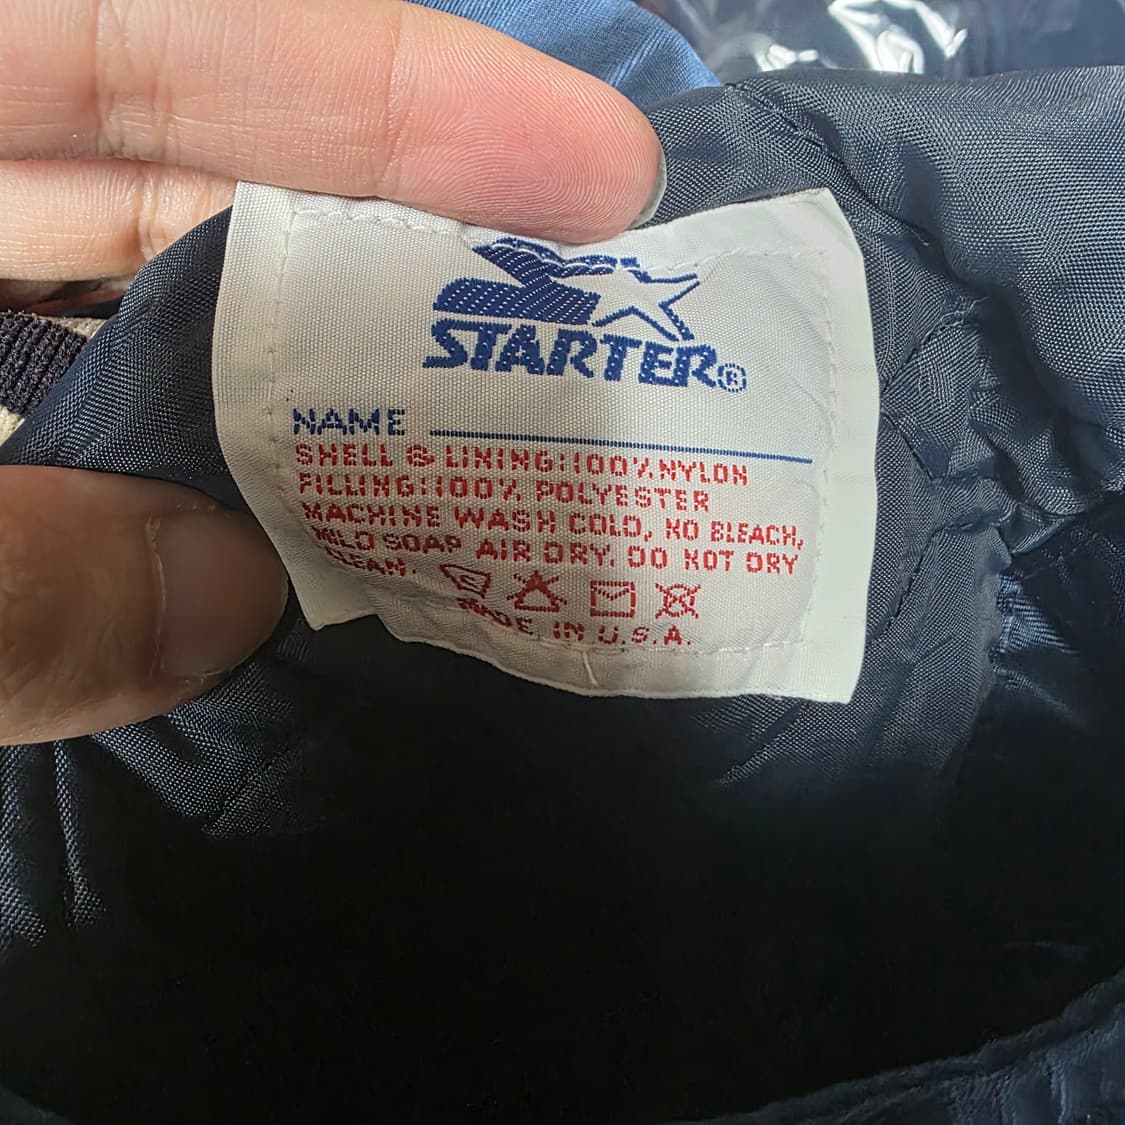 STARTER®
NAME
SHELL & LINING:100% NYLON
FILLING:100% POLYESTER
MACHINE WASH COLD, NO BLEACH,
MILD SOAP AIR DRY. DO NOT DRY
CLEAN.
MADE IN U.S.A.